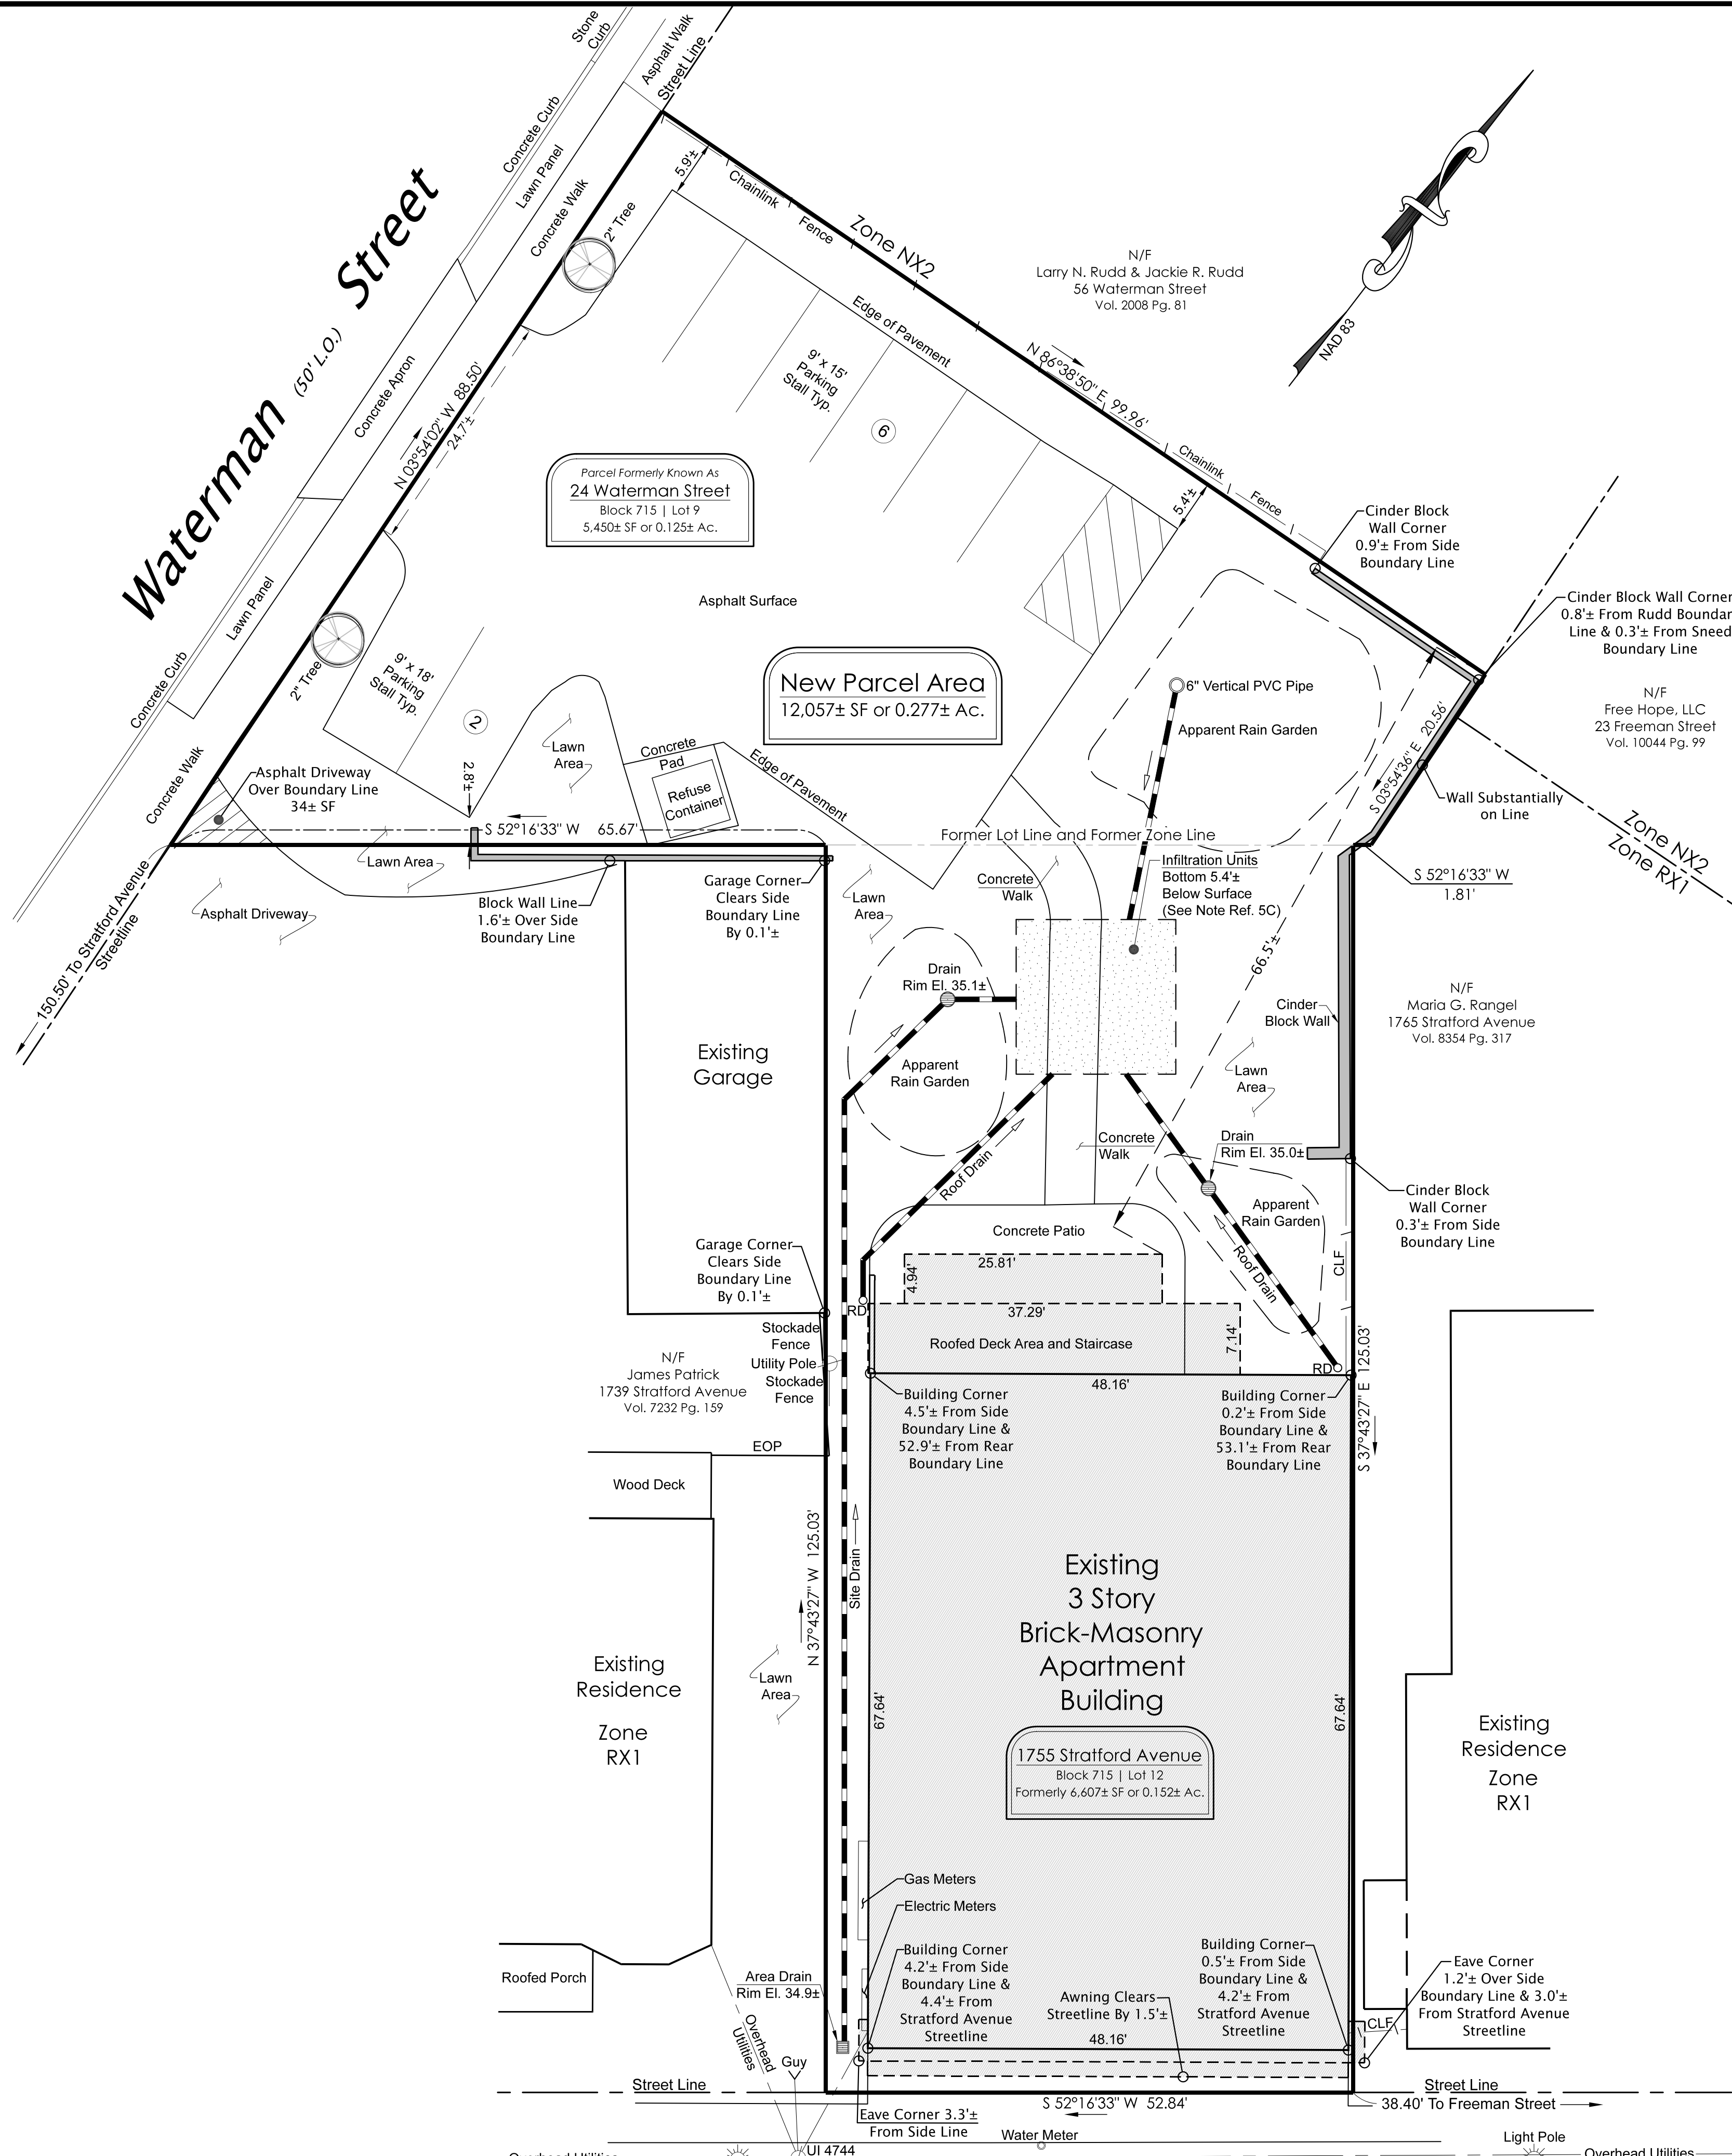 Stone
Curb
Asphalt Walk
Street Line
Concrete Curb
Lawn Panel
Concrete Walk
Waterman Street
(50' L.O.)
Concrete Apron
2" Tree
5.9'±
Chainlink
Fence
Zone NX2
N/F
Larry N. Rudd & Jackie R. Rudd
56 Waterman Street
Vol. 2008 Pg. 81
NAD 83
Edge of Pavement
N 86°38'50" E 99.96'
9' x 15'
Parking
Stall Typ.
6
N 03°54'02" W 88.50'
24.7'±
Parcel Formerly Known As
24 Waterman Street
Block 715 | Lot 9
5,450± SF or 0.125± Ac.
Chainlink
Fence
5.4'±
Cinder Block
Wall Corner
0.9'± From Side
Boundary Line
Asphalt Surface
Cinder Block Wall Corner
0.8'± From Rudd Boundar
Line & 0.3'± From Sneed
Boundary Line
Lawn Panel
Concrete Curb
2" Tree
9' x 18'
Parking
Stall Typ.
2
New Parcel Area
12,057± SF or 0.277± Ac.
6" Vertical PVC Pipe
Apparent Rain Garden
N/F
Free Hope, LLC
23 Freeman Street
Vol. 10044 Pg. 99
S 03°54'36" E 20.56'
Concrete Walk
Asphalt Driveway
Over Boundary Line
34± SF
2.8'±
Lawn
Area
Concrete
Pad
Refuse
Container
Edge of Pavement
Wall Substantially
on Line
Zone NX2
Zone RX1
S 52°16'33" W 65.67'
Former Lot Line and Former Zone Line
Lawn Area
Asphalt Driveway
150.50' To Stratford Avenue
Streetline
Block Wall Line
1.6'± Over Side
Boundary Line
Garage Corner
Clears Side
Boundary Line
By 0.1'±
Lawn
Area
Concrete
Walk
Infiltration Units
Bottom 5.4'±
Below Surface
(See Note Ref. 5C)
S 52°16'33" W
1.81'
66.5'±
Drain
Rim El. 35.1±
Cinder
Block Wall
N/F
Maria G. Rangel
1765 Stratford Avenue
Vol. 8354 Pg. 317
Existing
Garage
Apparent
Rain Garden
Lawn
Area
Roof Drain
Concrete
Walk
Drain
Rim El. 35.0±
Cinder Block
Wall Corner
0.3'± From Side
Boundary Line
Apparent
Rain Garden
Concrete Patio
Roof Drain
CLF
Garage Corner
Clears Side
Boundary Line
By 0.1'±
4.94'
25.81'
RD
37.29'
Roofed Deck Area and Staircase
7.14'
RD
Stockade
Fence
Utility Pole
Stockade
Fence
N/F
James Patrick
1739 Stratford Avenue
Vol. 7232 Pg. 159
48.16'
Building Corner
4.5'± From Side
Boundary Line &
52.9'± From Rear
Boundary Line
Building Corner
0.2'± From Side
Boundary Line &
53.1'± From Rear
Boundary Line
S 37°43'27" E 125.03'
EOP
Wood Deck
N 37°43'27" W 125.03'
Site Drain
Existing
3 Story
Brick-Masonry
Apartment
Building
Existing
Residence
Zone
RX1
Lawn
Area
67.64'
67.64'
1755 Stratford Avenue
Block 715 | Lot 12
Formerly 6,607± SF or 0.152± Ac.
Existing
Residence
Zone
RX1
Gas Meters
Electric Meters
Roofed Porch
Area Drain
Rim El. 34.9±
Building Corner
4.2'± From Side
Boundary Line &
4.4'± From
Stratford Avenue
Streetline
Awning Clears
Streetline By 1.5'±
Building Corner
0.5'± From Side
Boundary Line &
4.2'± From
Stratford Avenue
Streetline
Eave Corner
1.2'± Over Side
Boundary Line & 3.0'±
From Stratford Avenue
Streetline
CLF
48.16'
Overhead
Utilities
Guy
Street Line
Street Line
S 52°16'33" W 52.84'
38.40' To Freeman Street
Eave Corner 3.3'±
From Side Line
Water Meter
UI 4744
Light Pole
Overhead Utilities
Overhead Utilities